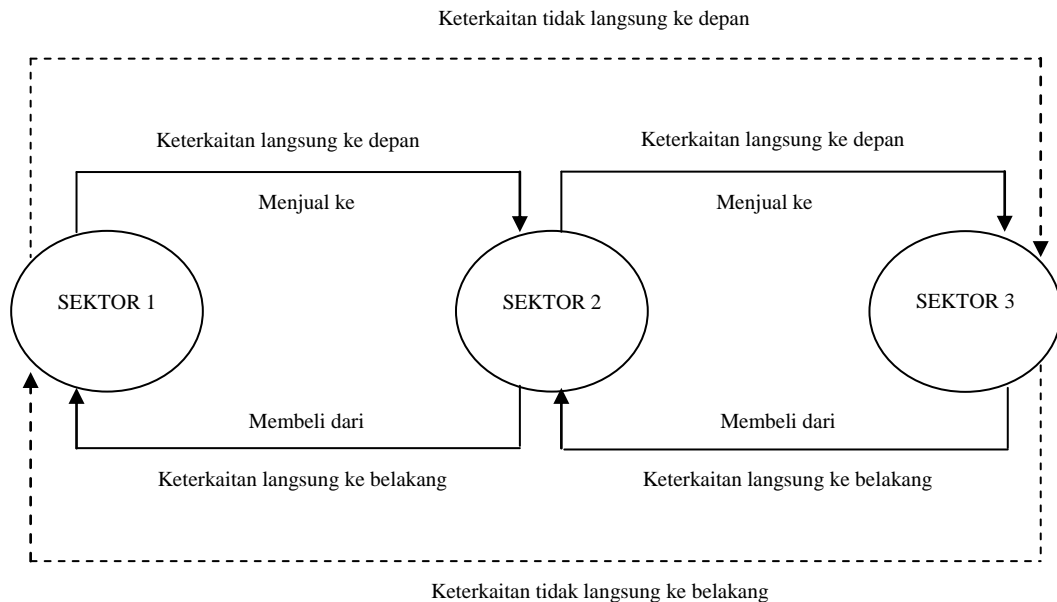 Keterkaitan tidak langsung ke depan
Keterkaitan langsung ke depan
Keterkaitan langsung ke depan
Menjual ke
Menjual ke
SEKTOR 1
SEKTOR 2
SEKTOR 3
Membeli dari
Membeli dari
Keterkaitan langsung ke belakang
Keterkaitan langsung ke belakang
Keterkaitan tidak langsung ke belakang